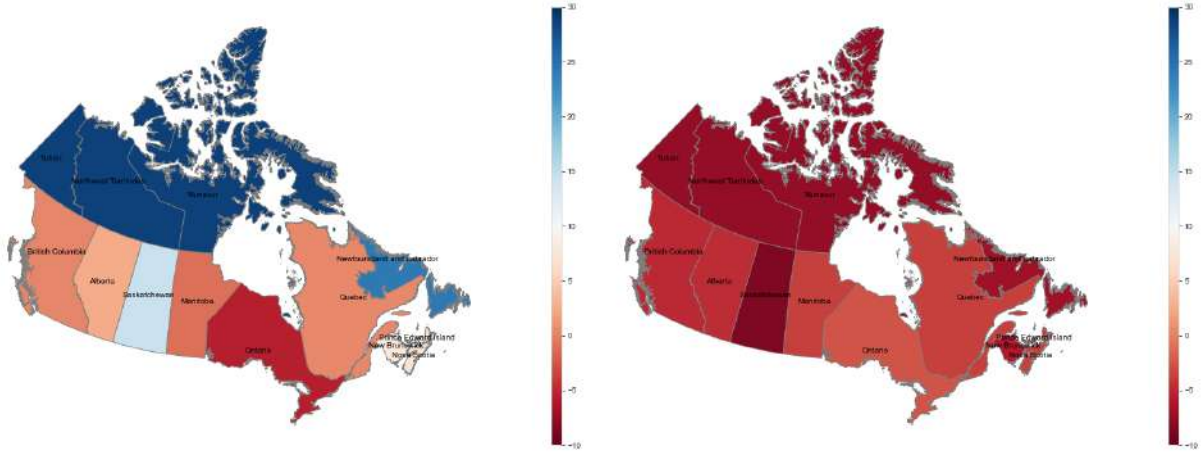 30
25
20
15
10
5
0
−5
−10
Yukon
Northwest Territories
Nunavut
British Columbia
Alberta
Saskatchewan
Manitoba
Ontario
Quebec
Newfoundland and Labrador
Prince Edward Island
New Brunswick
Nova Scotia
30
25
20
15
10
5
0
−5
−10
Yukon
Northwest Territories
Nunavut
British Columbia
Alberta
Saskatchewan
Manitoba
Ontario
Quebec
Newfoundland and Labrador
Prince Edward Island
New Brunswick
Nova Scotia